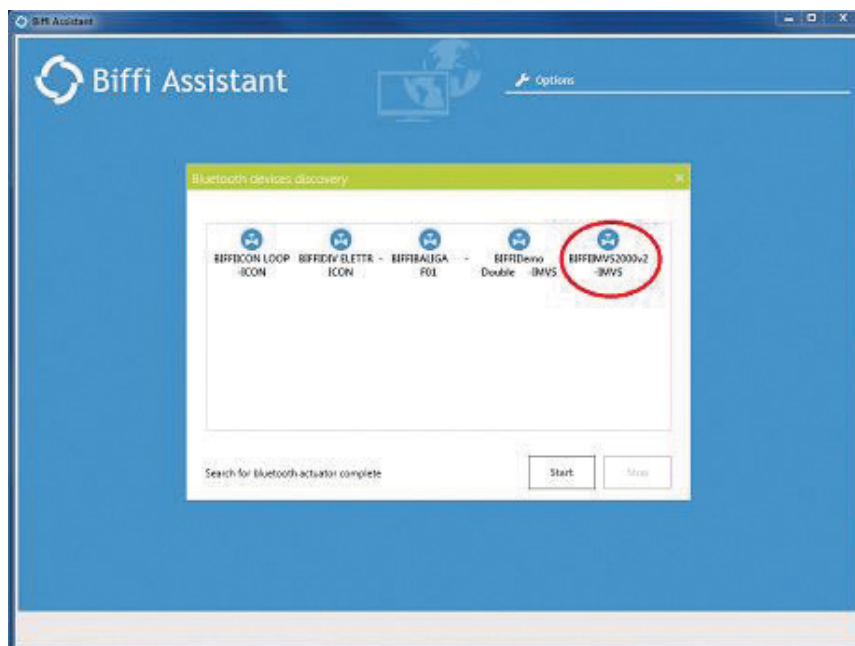 Biffi Assistant
Biffi Assistant
Options
Bluetooth devices discovery
BIFFIICON LOOP
-ICON
BIFFIDIV ELETTR -
ICON
BIFFIBALIGA -
F01
BIFFIDemo
Double -IMVS
BIFFIIMVS2000v2
-IMVS
Search for bluetooth actuator complete
Start
Stop